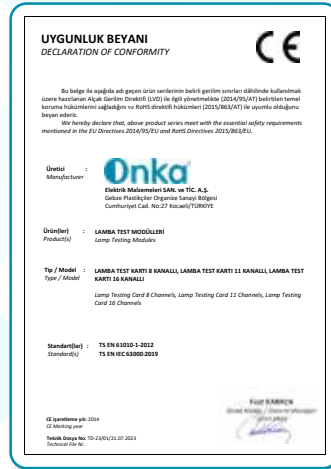 UYGUNLUK BEYANI
DECLARATION OF CONFORMITY
CE
Bu belge ile aşağıda adı geçen ürün serilerinin belirli gerilim sınırları dâhilinde kullanılmak
üzere hazırlanan Alçak Gerilim Direktifi (LVD) ile ilgili yönetmelikte (2014/95/AT) belirtilen temel
koruma hükümlerini sağladığını ve RoHS direktifi hükümleri (2015/863/AT) ile uyumlu olduğunu
beyan ederiz.
We hereby declare that, above product series meet with the essential safety requirements
mentioned in the EU Directives 2014/95/EU and RoHS Directives 2015/863/EU.
Üretici :
Manufacturer
Onka
Elektrik Malzemeleri SAN. ve TİC. A.Ş.
Gebze Plastikçiler Organize Sanayi Bölgesi
Cumhuriyet Cad. No:27 Kocaeli/TÜRKİYE
Ürün(ler) : LAMBA TEST MODÜLLERİ
Product(s) Lamp Testing Modules
Tip / Model : LAMBA TEST KARTI 8 KANALLI, LAMBA TEST KARTI 11 KANALLI, LAMBA TEST
Type / Model KARTI 16 KANALLI
Lamp Testing Card 8 Channels, Lamp Testing Card 11 Channels, Lamp Testing
Card 16 Channels
Standart(lar) : TS EN 61010-1-2012
Standard(s) TS EN IEC 63000:2019
CE işaretleme yılı: 2014
CE Marking year
Teknik Dosya No: TD-23/01/21.07.2023
Technical File Nr.